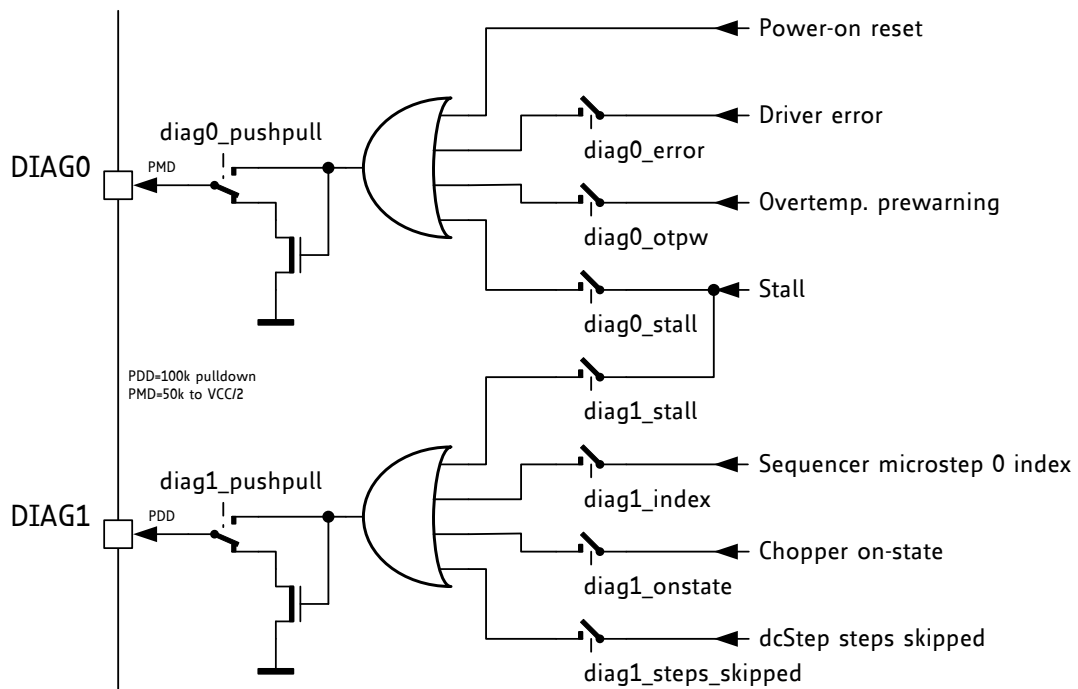 Power-on reset
Driver error
diag0_pushpull
diag0_error
DIAG0
PMD
Overtemp. prewarning
diag0_otpw
Stall
diag0_stall
PDD=100k pulldown
PMD=50k to VCC/2
diag1_stall
Sequencer microstep 0 index
diag1_pushpull
diag1_index
DIAG1
PDD
Chopper on-state
diag1_onstate
dcStep steps skipped
diag1_steps_skipped